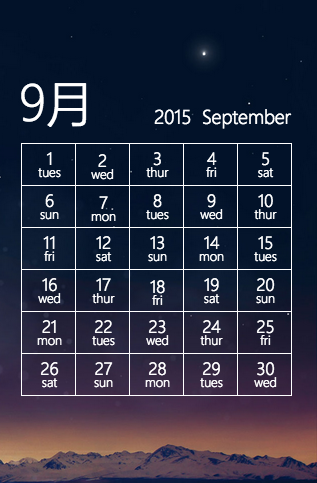 9月
2015 September
1 2 3 4 5
tues wed thur fri sat
6 7 8 9 10
sun mon tues wed thur
11 12 13 14 15
fri sat sun mon tues
16 17 18 19 20
wed thur fri sat sun
21 22 23 24 25
mon tues wed thur fri
26 27 28 29 30
sat sun mon tues wed